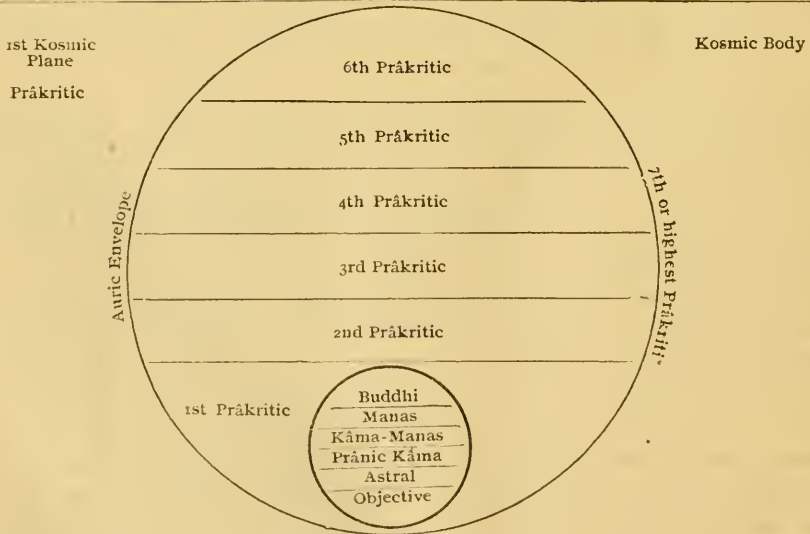 1st Kosmic
Plane
Prâkritic
Kosmic Body
6th Prâkritic
5th Prâkritic
4th Prâkritic
3rd Prâkritic
2nd Prâkritic
1st Prâkritic
Auric Envelope
7th or highest Prâkriti.
Buddhi
Manas
Kâma-Manas
Prânic Kâma
Astral
Objective